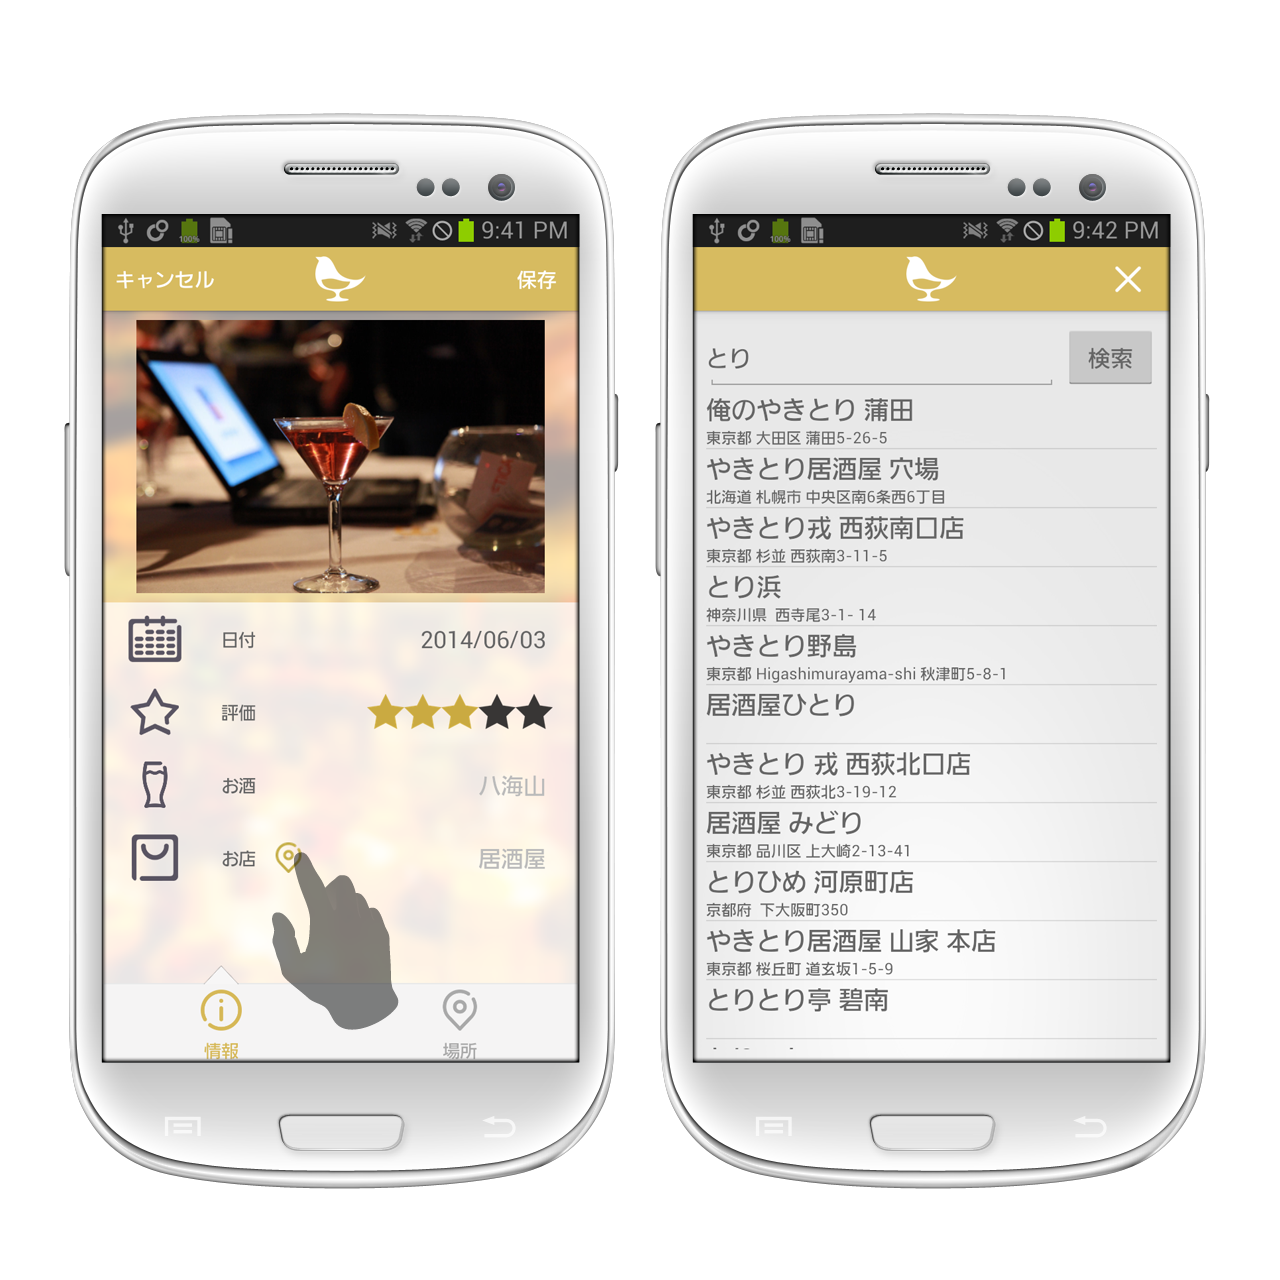 100%
9:41 PM
キャンセル
保存
日付
2014/06/03
評価
お酒
八海山
お店
居酒屋
情報
場所
100%
9:42 PM
とり
検索
俺のやきとり 蒲田
東京都 大田区 蒲田5-26-5
やきとり居酒屋 穴場
北海道 札幌市 中央区南6条西6丁目
やきとり戎 西荻南口店
東京都 杉並 西荻南3-11-5
とり浜
神奈川県 西寺尾3-1- 14
やきとり野島
東京都 Higashimurayama-shi 秋津町5-8-1
居酒屋ひとり
やきとり 戎 西荻北口店
東京都 杉並 西荻北3-19-12
居酒屋 みどり
東京都 品川区 上大崎2-13-41
とりひめ 河原町店
京都府 下大阪町350
やきとり居酒屋 山家 本店
東京都 桜丘町 道玄坂1-5-9
とりとり亭 碧南